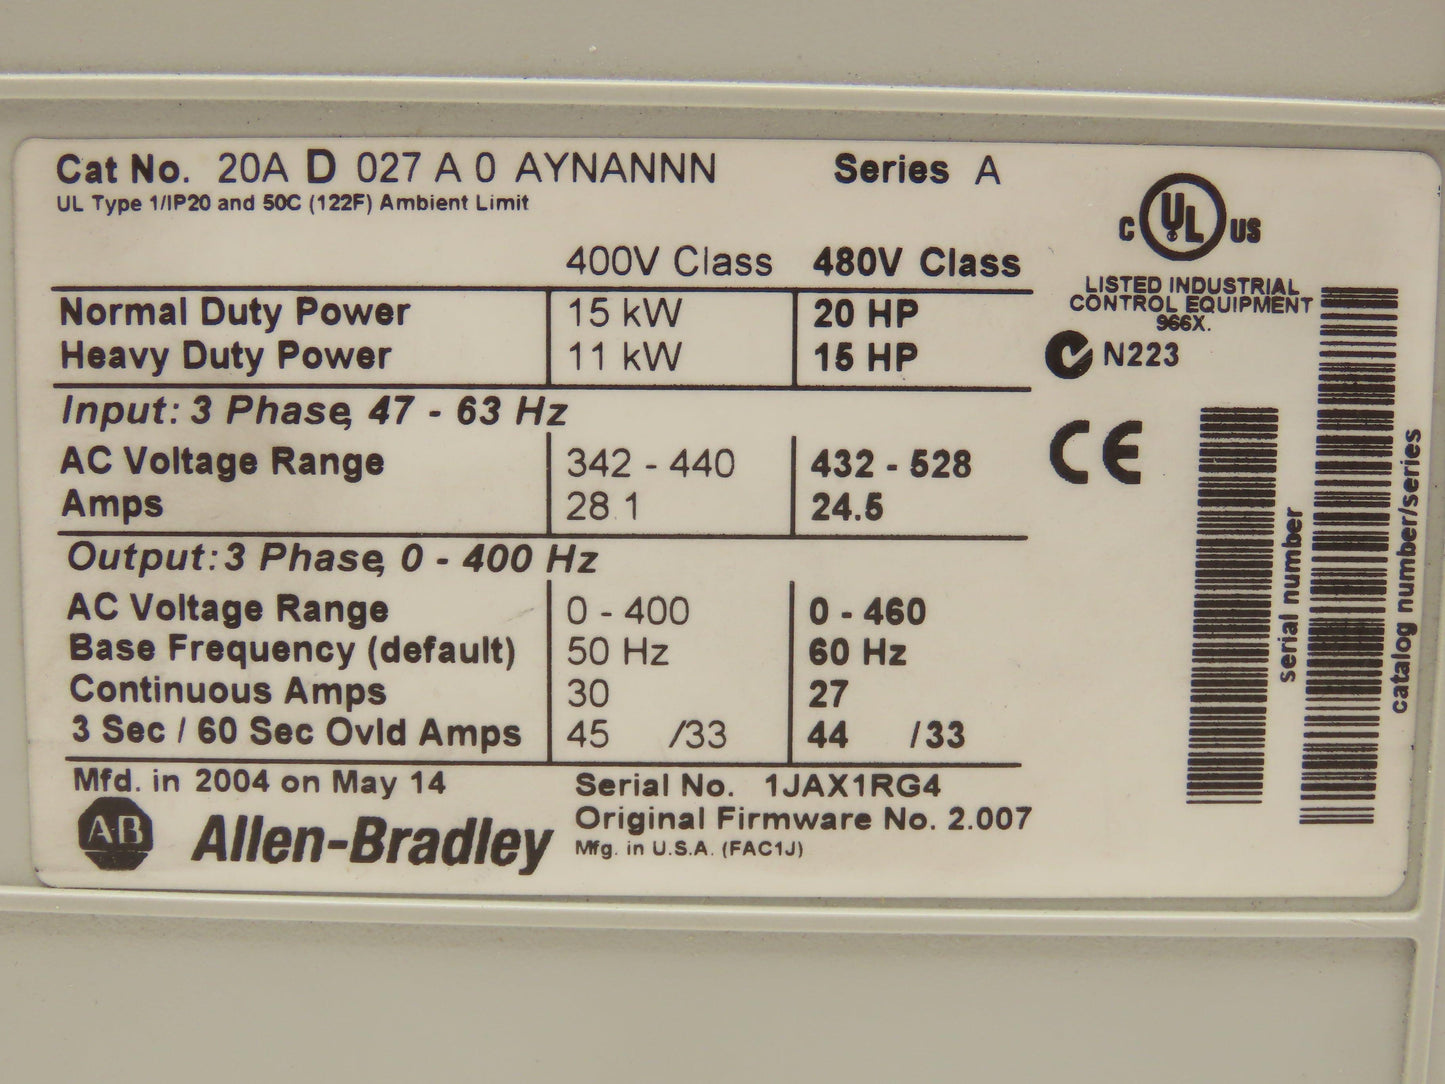 Cat No. 20A D 027 A 0 AYNANNN Series A
UL Type 1/IP20 and 50C (122F) Ambient Limit
400V Class 480V Class
Normal Duty Power 15 kW 20 HP
Heavy Duty Power 11 kW 15 HP
Input: 3 Phase, 47 - 63 Hz
AC Voltage Range 342 - 440 432 - 528
Amps 28.1 24.5
Output: 3 Phase, 0 - 400 Hz
AC Voltage Range 0 - 400 0 - 460
Base Frequency (default) 50 Hz 60 Hz
Continuous Amps 30 27
3 Sec / 60 Sec Ovld Amps 45 /33 44 /33
Mfd. in 2004 on May 14 Serial No. 1JAX1RG4
Original Firmware No. 2.007
Mfg. in U.S.A. (FAC1J)
AB Allen-Bradley
C UL US
LISTED INDUSTRIAL
CONTROL EQUIPMENT
966X.
N223
CE
serial number
catalog number/series